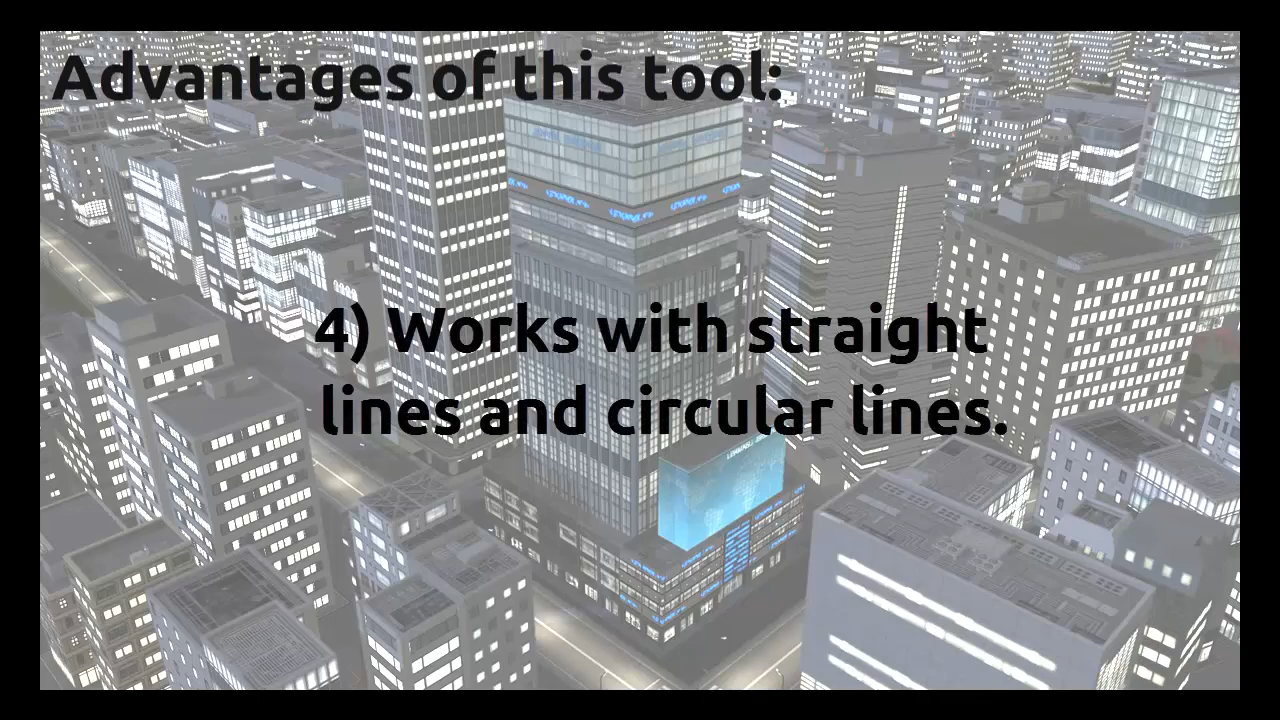 Advantages of this tool:
4) Works with straight
lines and circular lines.